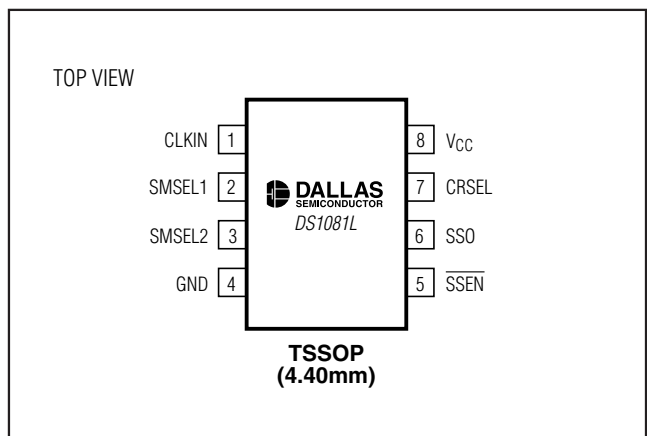 TOP VIEW
CLKIN 1 8 VCC
SMSEL1 2 DALLAS 7 CRSEL
SEMICONDUCTOR
DS1081L
SMSEL2 3 6 SSO
GND 4 5 SSEN
TSSOP
(4.40mm)